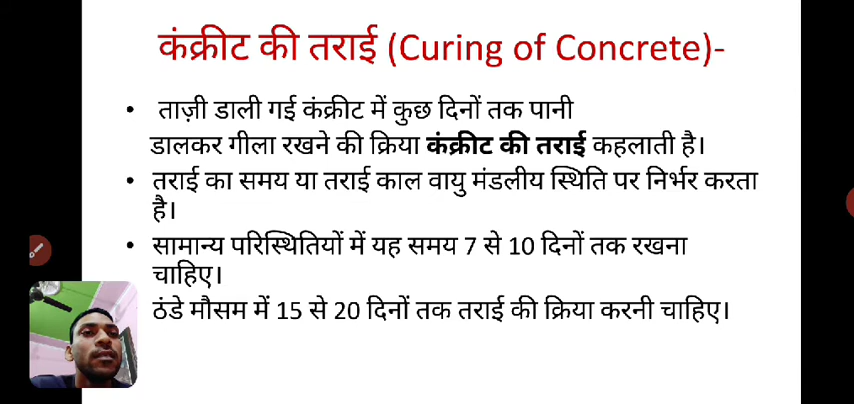 कंक्रीट की तराई (Curing of Concrete)-
• ताज़ी डाली गई कंक्रीट में कुछ दिनों तक पानी
डालकर गीला रखने की क्रिया कंक्रीट की तराई कहलाती है।
• तराई का समय या तराई काल वायु मंडलीय स्थिति पर निर्भर करता
है।
• सामान्य परिस्थितियों में यह समय 7 से 10 दिनों तक रखना
चाहिए।
ठंडे मौसम में 15 से 20 दिनों तक तराई की क्रिया करनी चाहिए।